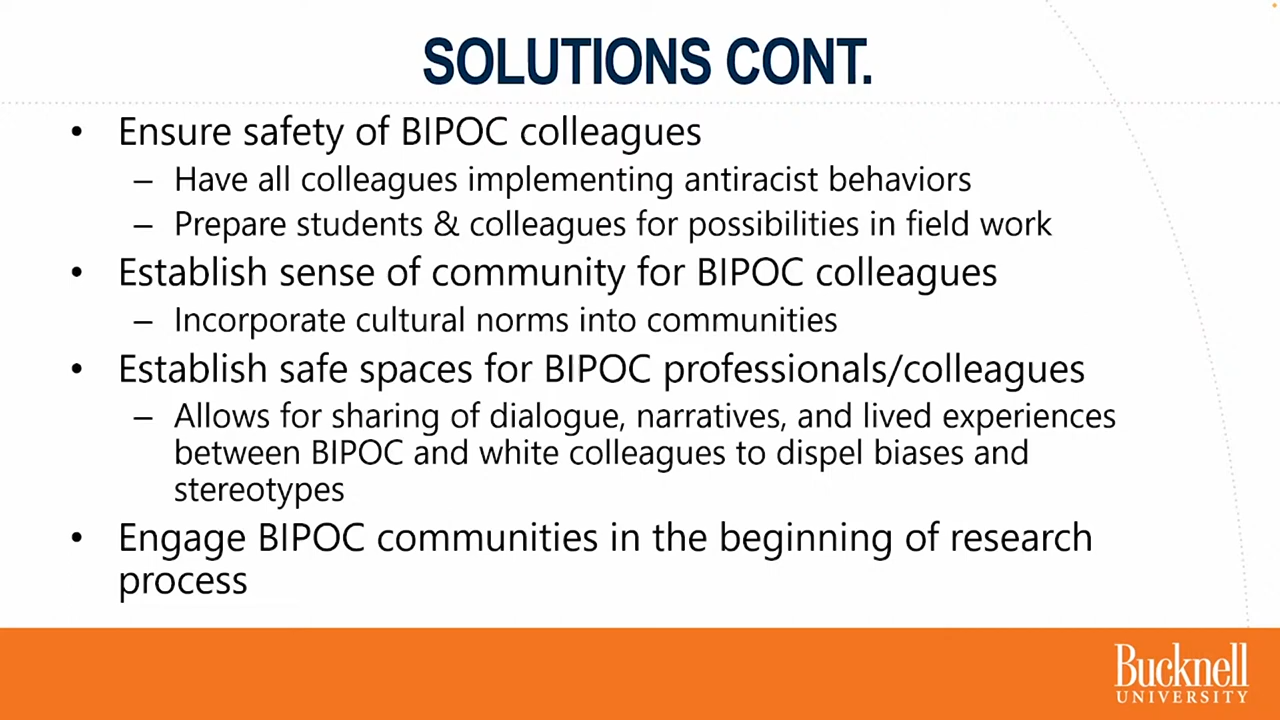 SOLUTIONS CONT.
• Ensure safety of BIPOC colleagues
– Have all colleagues implementing antiracist behaviors
– Prepare students & colleagues for possibilities in field work
• Establish sense of community for BIPOC colleagues
– Incorporate cultural norms into communities
• Establish safe spaces for BIPOC professionals/colleagues
– Allows for sharing of dialogue, narratives, and lived experiences
between BIPOC and white colleagues to dispel biases and
stereotypes
• Engage BIPOC communities in the beginning of research
process
Bucknell
UNIVERSITY